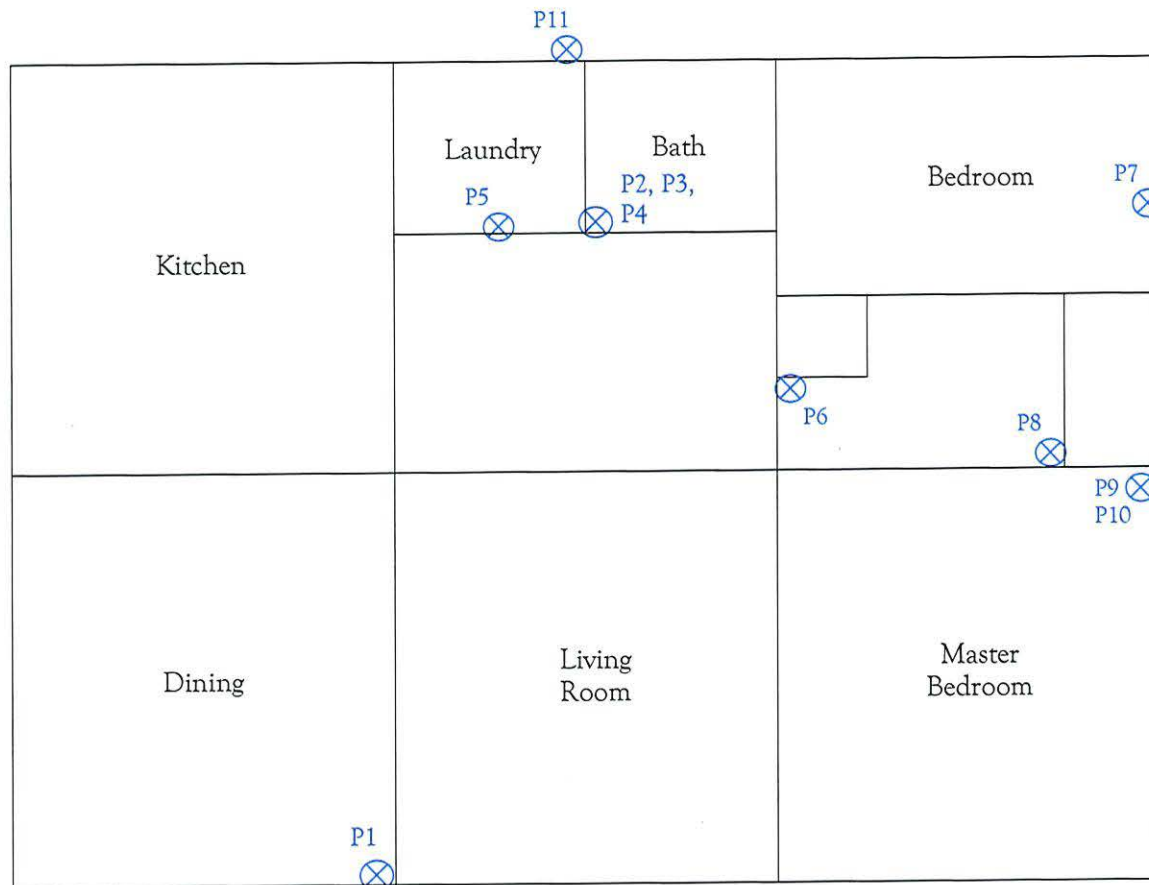 P11
Laundry
Bath
Bedroom
P7
P5
P2, P3,
P4
Kitchen
P6
P8
P9
P10
Dining
Living
Room
Master
Bedroom
P1